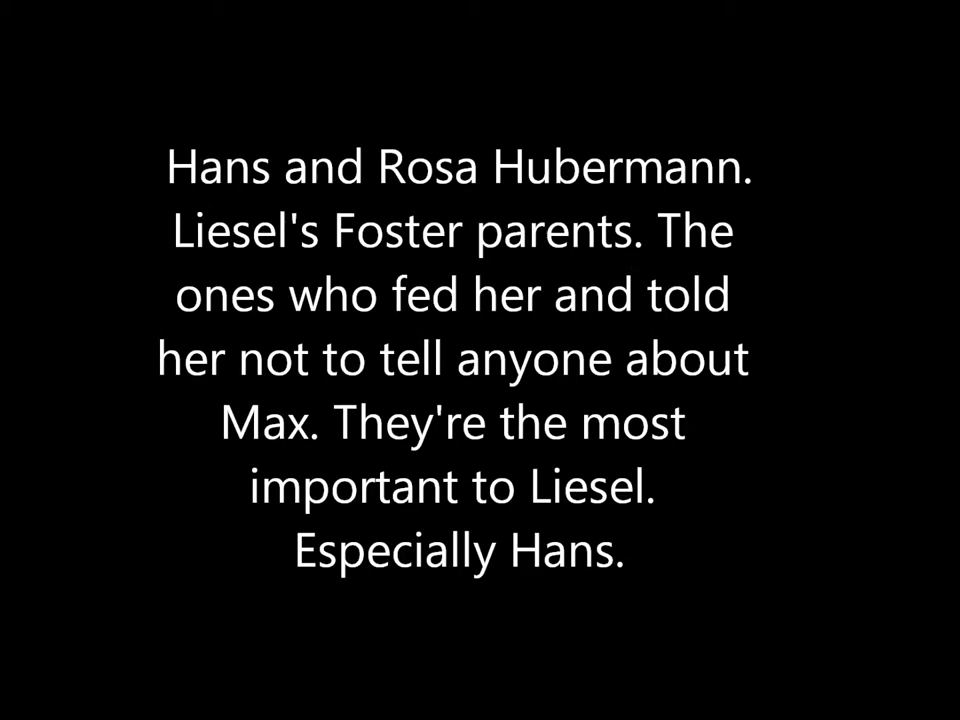 Hans and Rosa Hubermann.
Liesel's Foster parents. The
ones who fed her and told
her not to tell anyone about
Max. They're the most
important to Liesel.
Especially Hans.